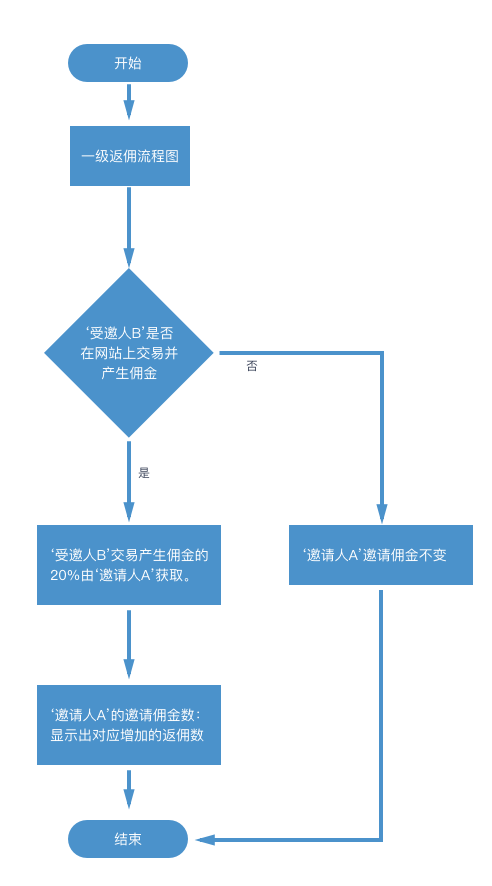 开始
一级返佣流程图
‘受邀人B’是否
在网站上交易并
产生佣金
否
是
‘受邀人B’交易产生佣金的
20%由‘邀请人A’获取。
‘邀请人A’邀请佣金不变
‘邀请人A’的邀请佣金数：
显示出对应增加的返佣数
结束